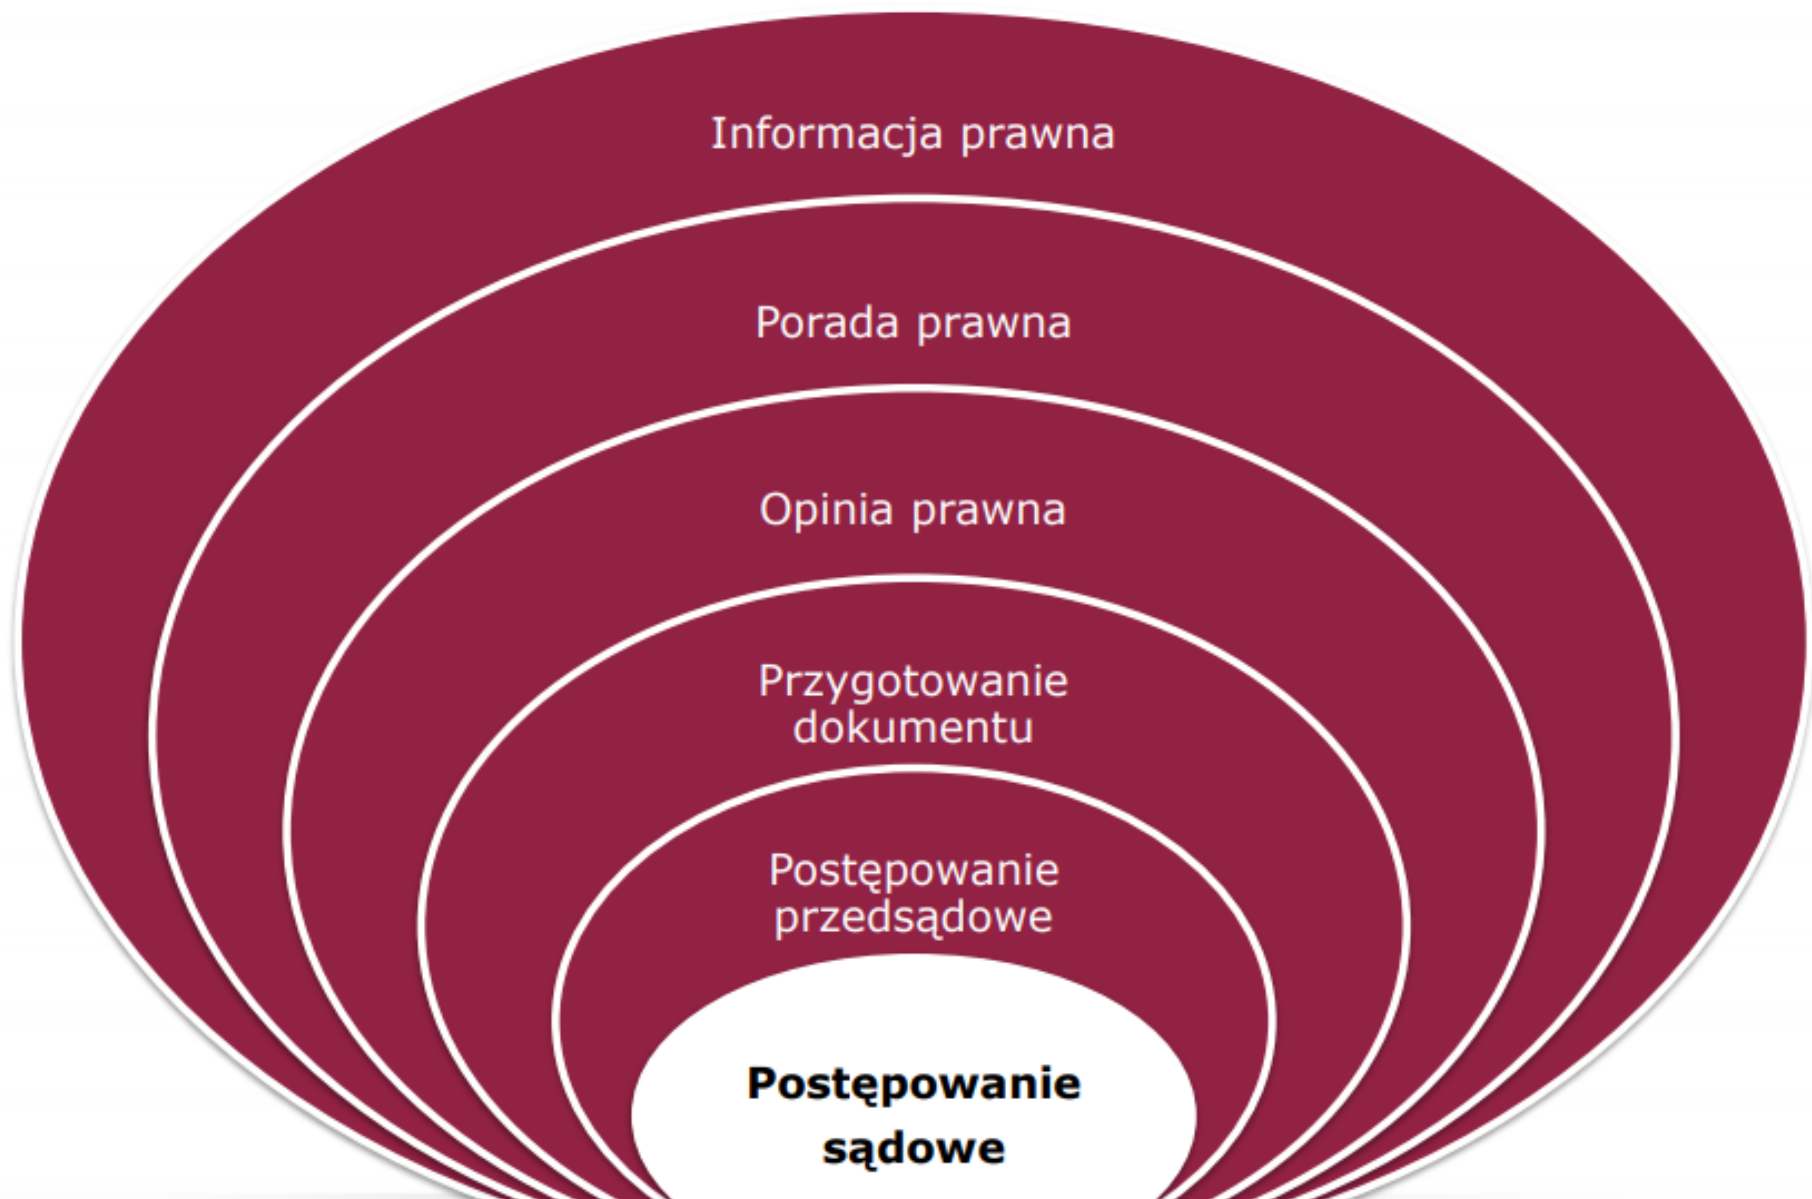 Informacja prawna
Porada prawna
Opinia prawna
Przygotowanie
dokumentu
Postępowanie
przedsądowe
Postępowanie
sądowe